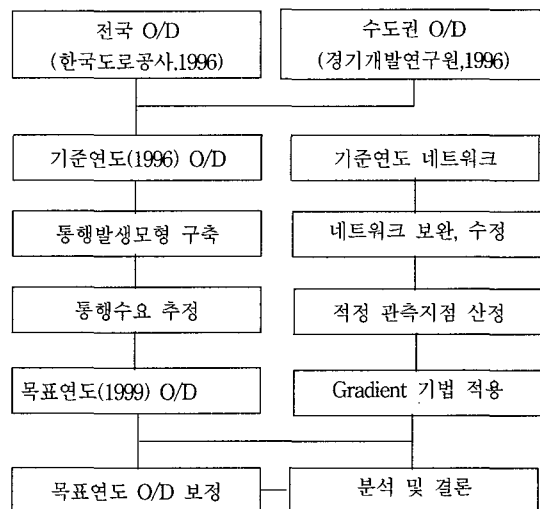 전국 O/D
(한국도로공사.1996)
수도권 O/D
(경기개발연구원,1996)
기준연도(1996) O/D
기준연도 네트워크
통행발생모형 구축
네트워크 보완, 수정
통행수요 추정
적정 관측지점 산정
목표연도(1999) O/D
Gradient 기법 적용
목표연도 O/D 보정
분석 및 결론